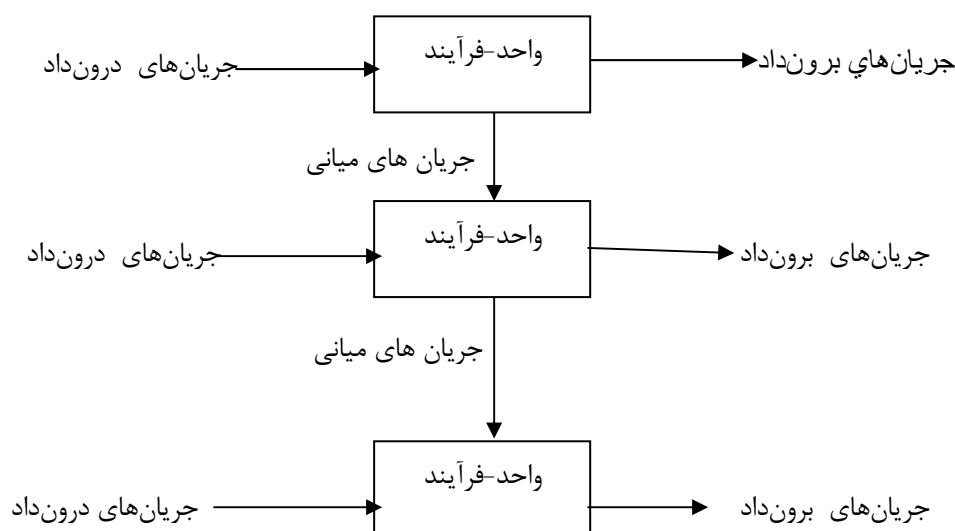 واحد-فرآیند
جریان‌های درون‌داد
جريان‌هاي برون‌داد
جریان های میانی
واحد-فرآیند
جریان‌های درون‌داد
جریان‌های برون‌داد
جریان های میانی
واحد-فرآیند
جریان‌های درون‌داد
جریان‌های برون‌داد